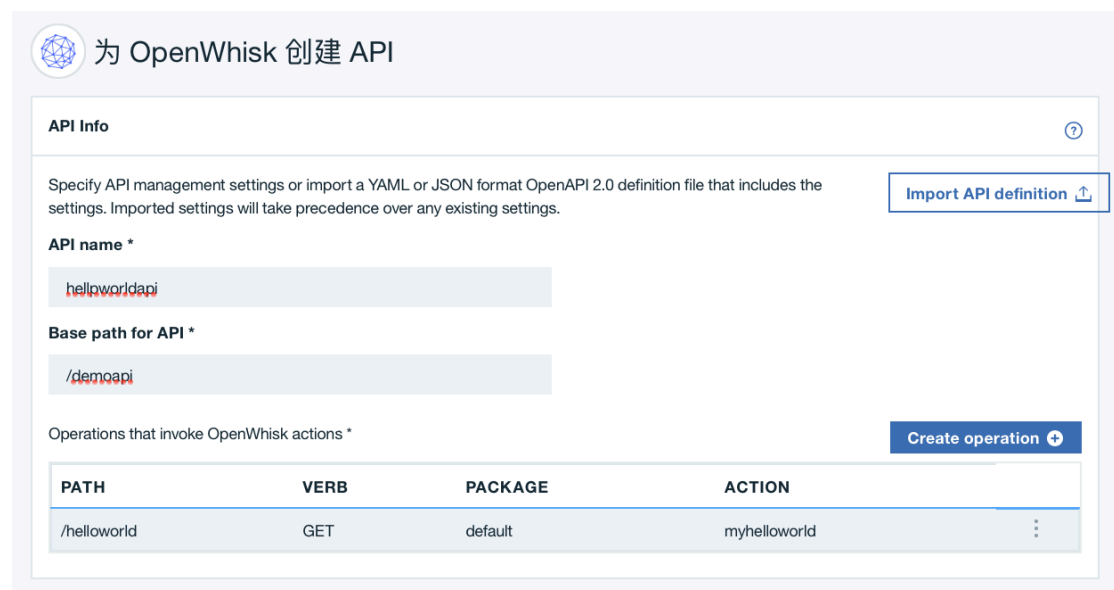 为 OpenWhisk 创建 API
API Info
?
Specify API management settings or import a YAML or JSON format OpenAPI 2.0 definition file that includes the
settings. Imported settings will take precedence over any existing settings.
Import API definition
API name *
hellpworldapi
Base path for API *
/demoapi
Operations that invoke OpenWhisk actions *
Create operation
PATH VERB PACKAGE ACTION
/helloworld GET default myhelloworld